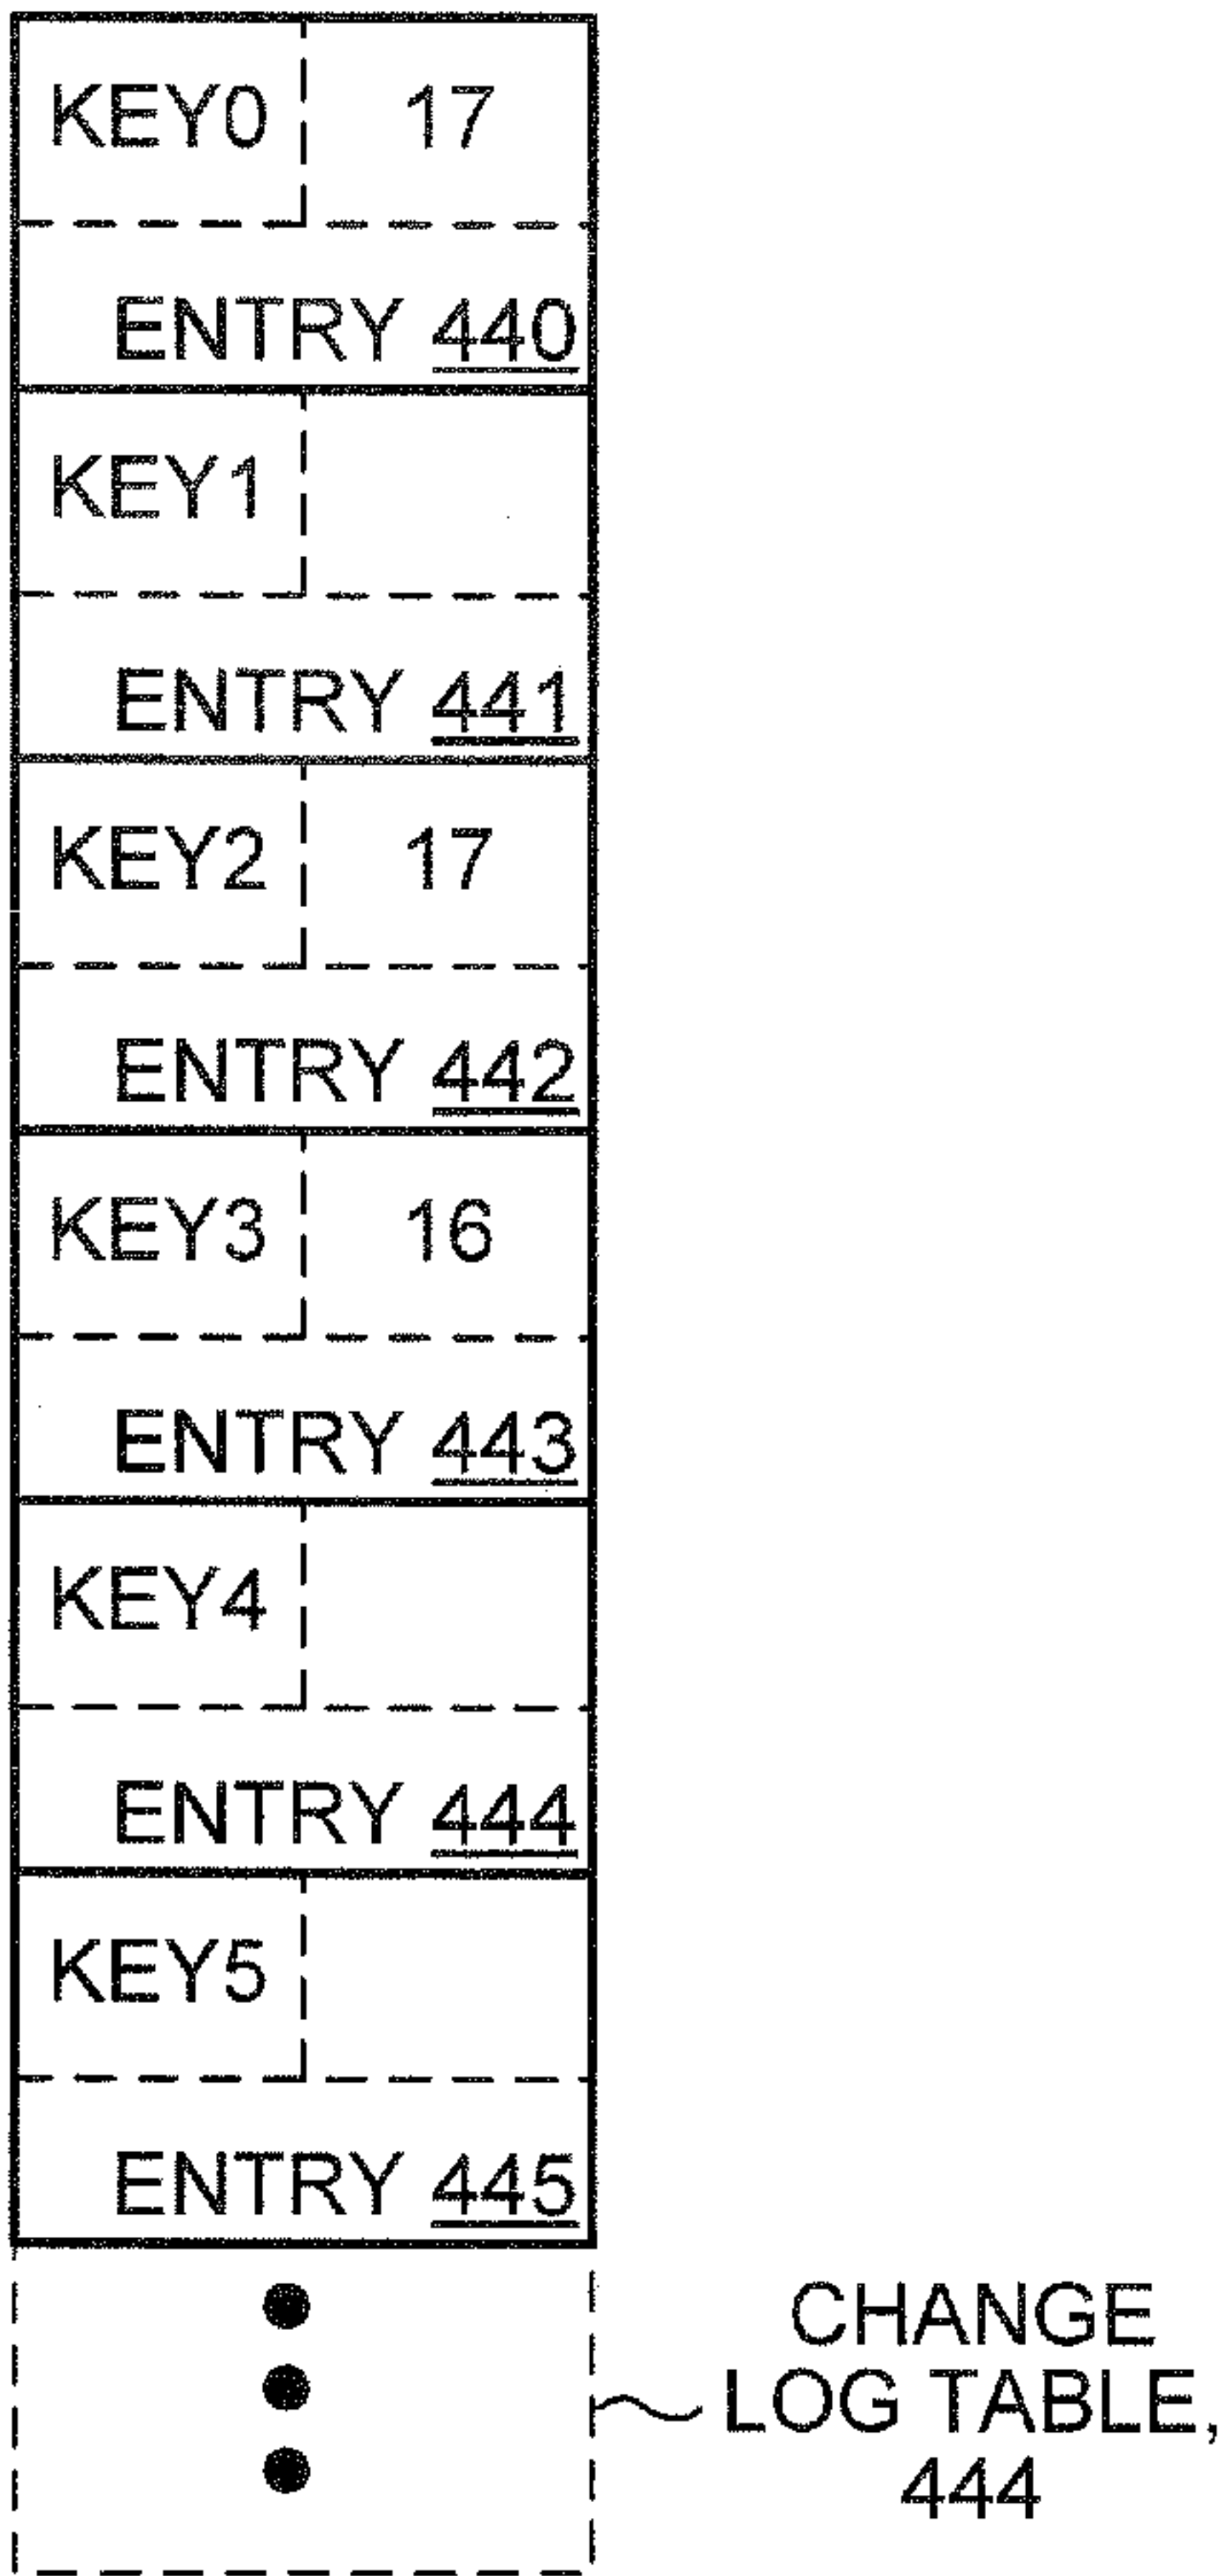 KEY0 17
ENTRY 440
KEY1
ENTRY 441
KEY2 17
ENTRY 442
KEY3 16
ENTRY 443
KEY4
ENTRY 444
KEY5
ENTRY 445
CHANGE
LOG TABLE,
444